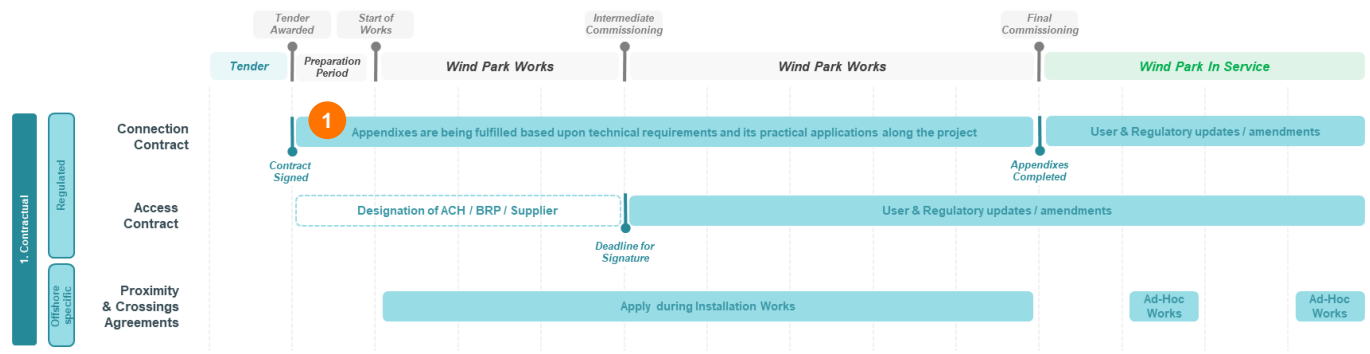 Tender
Awarded
Start of
Works
Intermediate
Commissioning
Final
Commissioning
Tender
Preparation
Period
Wind Park Works
Wind Park Works
Wind Park In Service
1. Contractual
Regulated
Connection
Contract
1
Appendixes are being fulfilled based upon technical requirements and its practical applications along the project
User & Regulatory updates / amendments
Contract
Signed
Appendixes
Completed
Access
Contract
Designation of ACH / BRP / Supplier
User & Regulatory updates / amendments
Deadline for
Signature
Offshore
specific
Proximity
& Crossings
Agreements
Apply during Installation Works
Ad-Hoc
Works
Ad-Hoc
Works